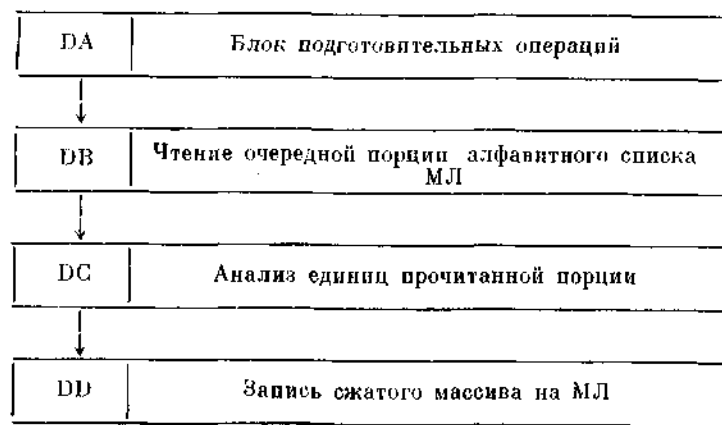 DA Блок подготовительных операций
DB Чтение очередной порции алфавитного списка
МЛ
DC Анализ единиц прочитанной порции
DD Запись сжатого массива на МЛ